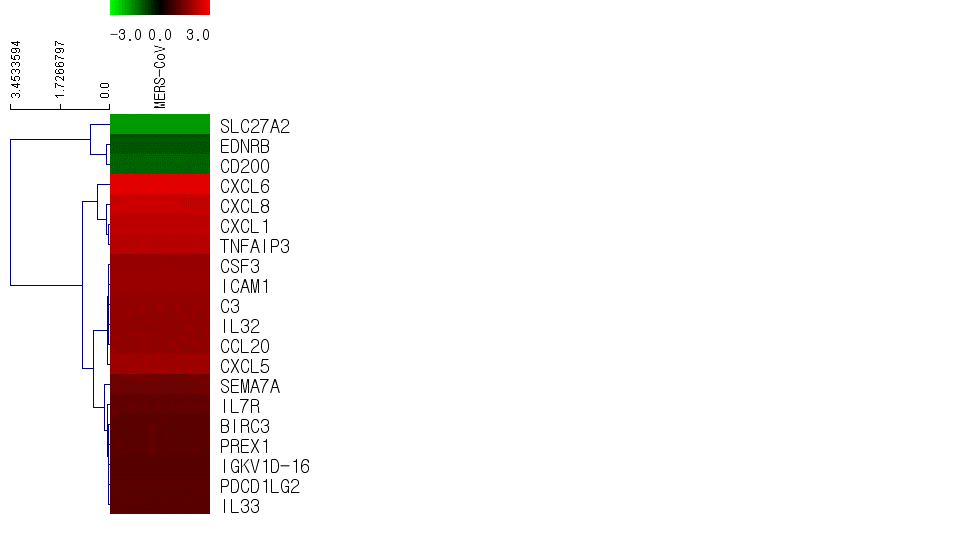 -3.0 0.0 3.0
3.4533594
1.7266797
0.0
MERS-CoV
SLC27A2
EDNRB
CD200
CXCL6
CXCL8
CXCL1
TNFAIP3
CSF3
ICAM1
C3
IL32
CCL20
CXCL5
SEMA7A
IL7R
BIRC3
PREX1
IGKV1D-16
PDCD1LG2
IL33